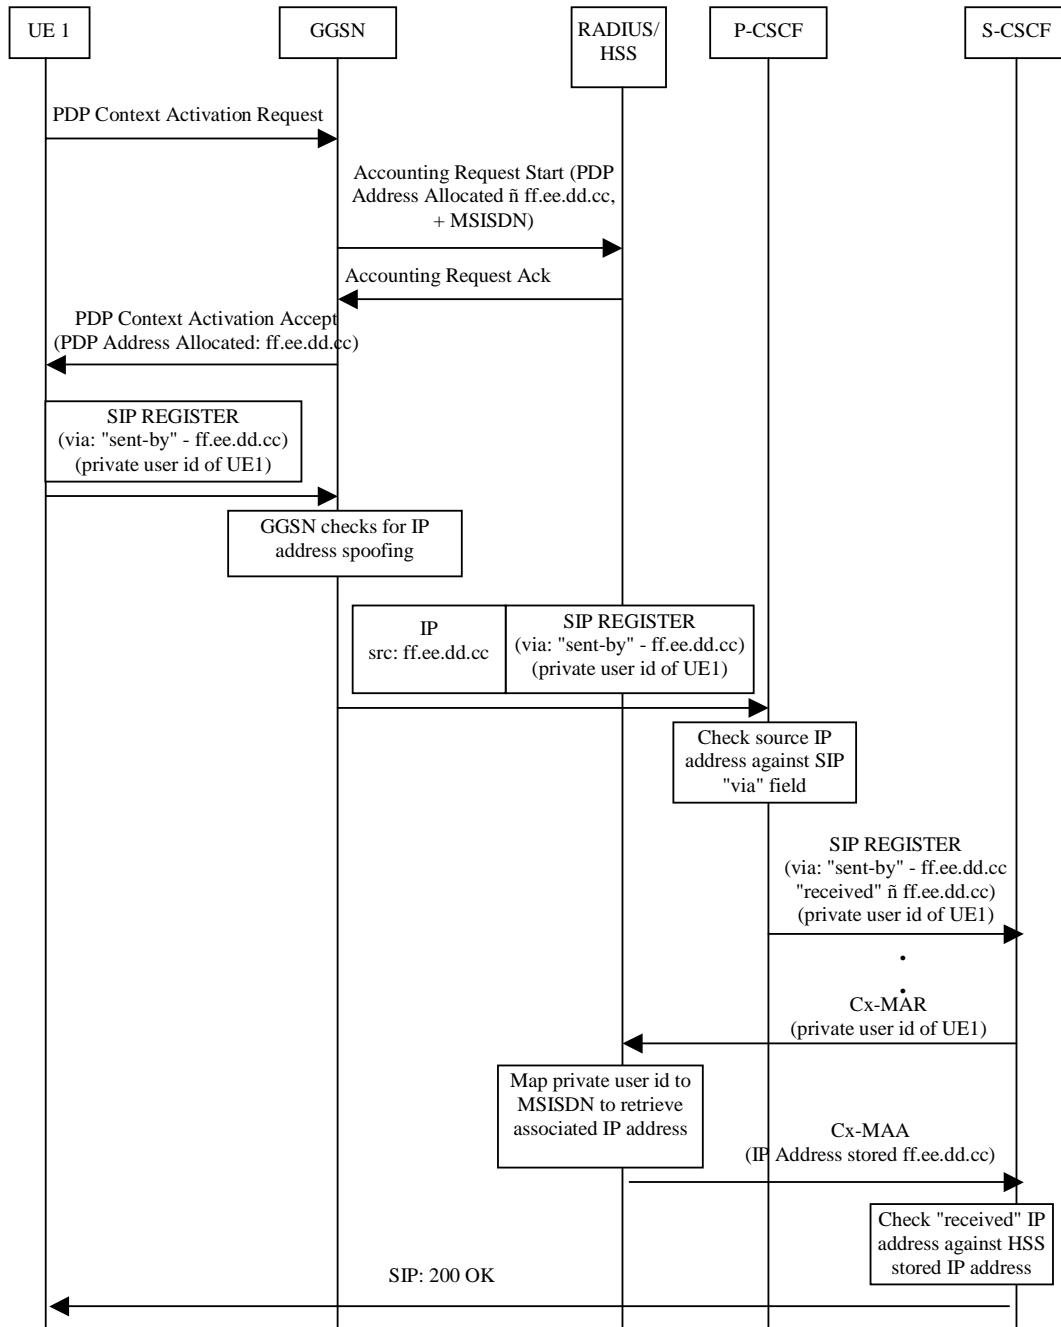 UE 1
GGSN
RADIUS/
HSS
P-CSCF
S-CSCF
PDP Context Activation Request
Accounting Request Start (PDP
Address Allocated ñ ff.ee.dd.cc,
+ MSISDN)
Accounting Request Ack
PDP Context Activation Accept
(PDP Address Allocated: ff.ee.dd.cc)
SIP REGISTER
(via: "sent-by" - ff.ee.dd.cc)
(private user id of UE1)
GGSN checks for IP
address spoofing
IP
src: ff.ee.dd.cc
SIP REGISTER
(via: "sent-by" - ff.ee.dd.cc)
(private user id of UE1)
Check source IP
address against SIP
"via" field
SIP REGISTER
(via: "sent-by" - ff.ee.dd.cc
"received" ñ ff.ee.dd.cc)
(private user id of UE1)
.
.
Cx-MAR
(private user id of UE1)
Map private user id to
MSISDN to retrieve
associated IP address
Cx-MAA
(IP Address stored ff.ee.dd.cc)
Check "received" IP
address against HSS
stored IP address
SIP: 200 OK